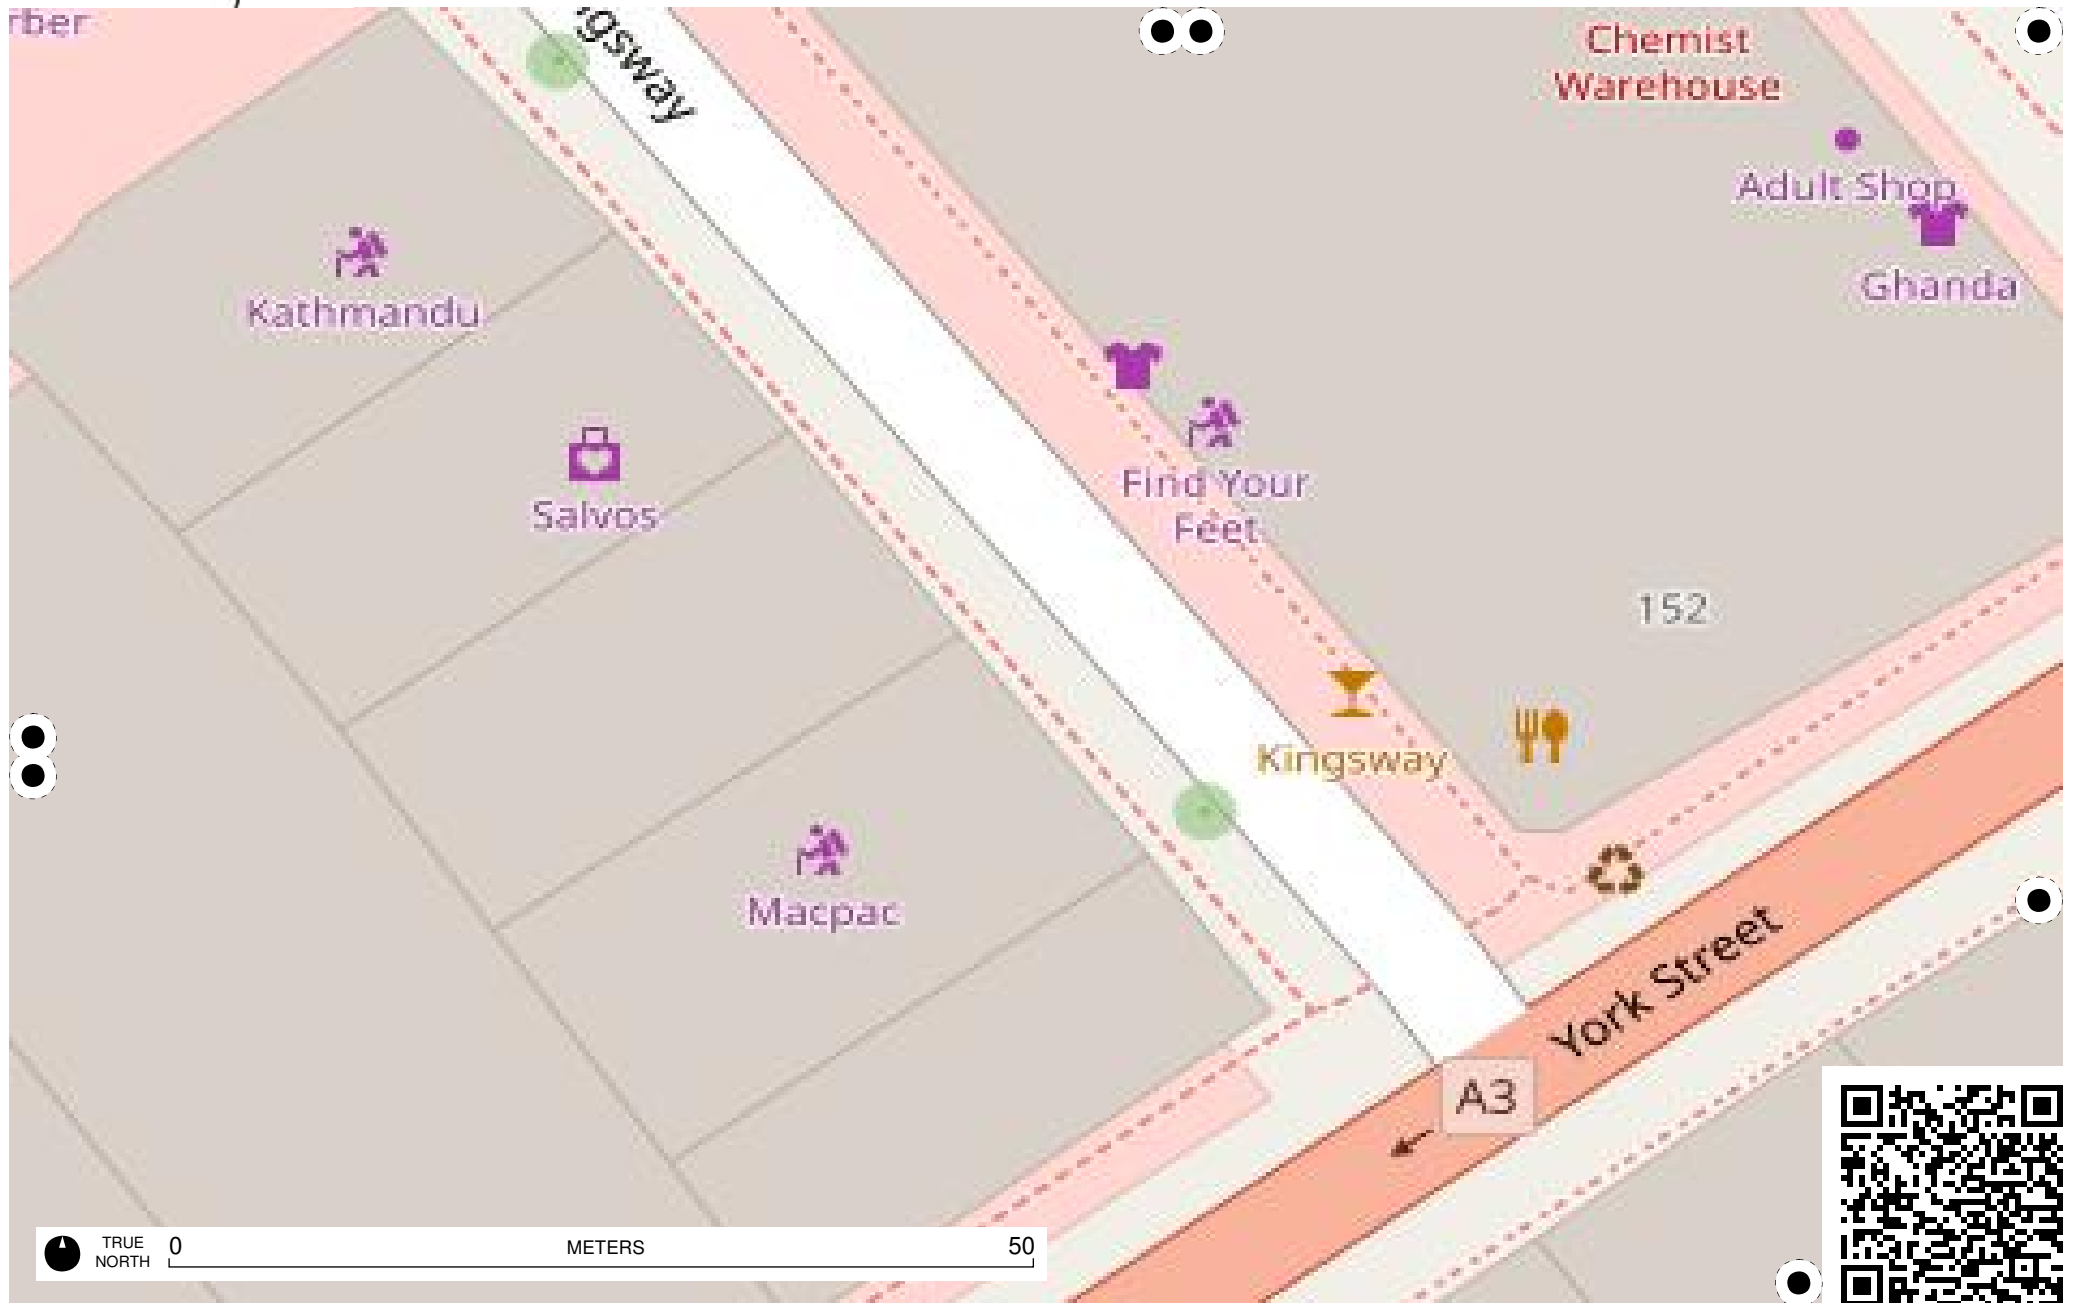 rber
ngsway
Chemist
Warehouse
Adult Shop
Ghanda
Kathmandu
Salvos
Find Your
Feet
152
Kingsway
Macpac
York Street
A3
TRUE
NORTH
0
METERS
50